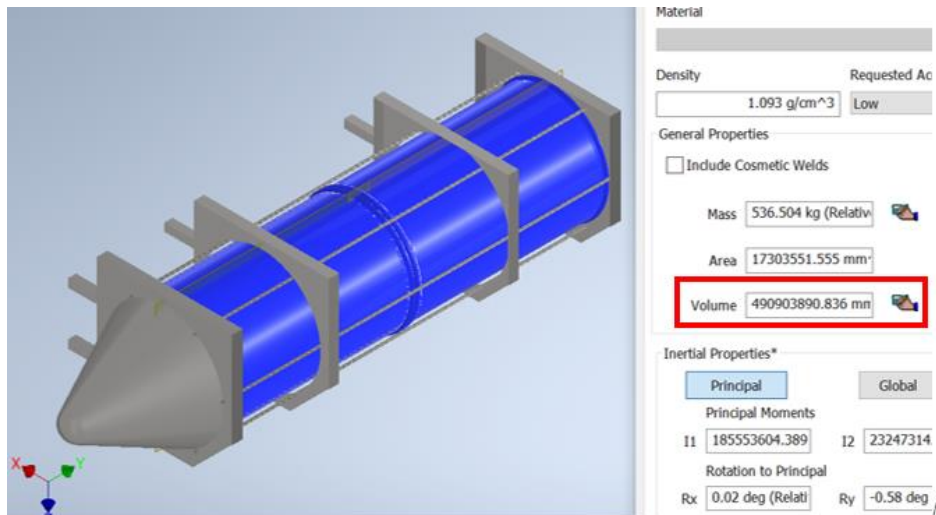 Material
Density Requested Ac
1.093 g/cm^3 Low
General Properties
Include Cosmetic Welds
Mass 536.504 kg (Relativ
Area 17303551.555 mm^
Volume 490903890.836 mm
Inertial Properties*
Principal Global
Principal Moments
I1 185553604.389 I2 23247314.
Rotation to Principal
Rx 0.02 deg (Relati Ry -0.58 deg
X Y